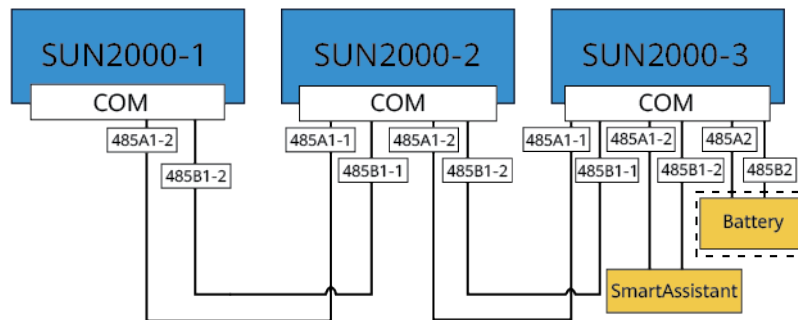 SUN2000-1 SUN2000-2 SUN2000-3
COM COM COM
485A1-2 485A1-1 485A1-2 485A1-1 485A1-2 485A2
485B1-2 485B1-1 485B1-2 485B1-1 485B1-2 485B2
Battery
SmartAssistant